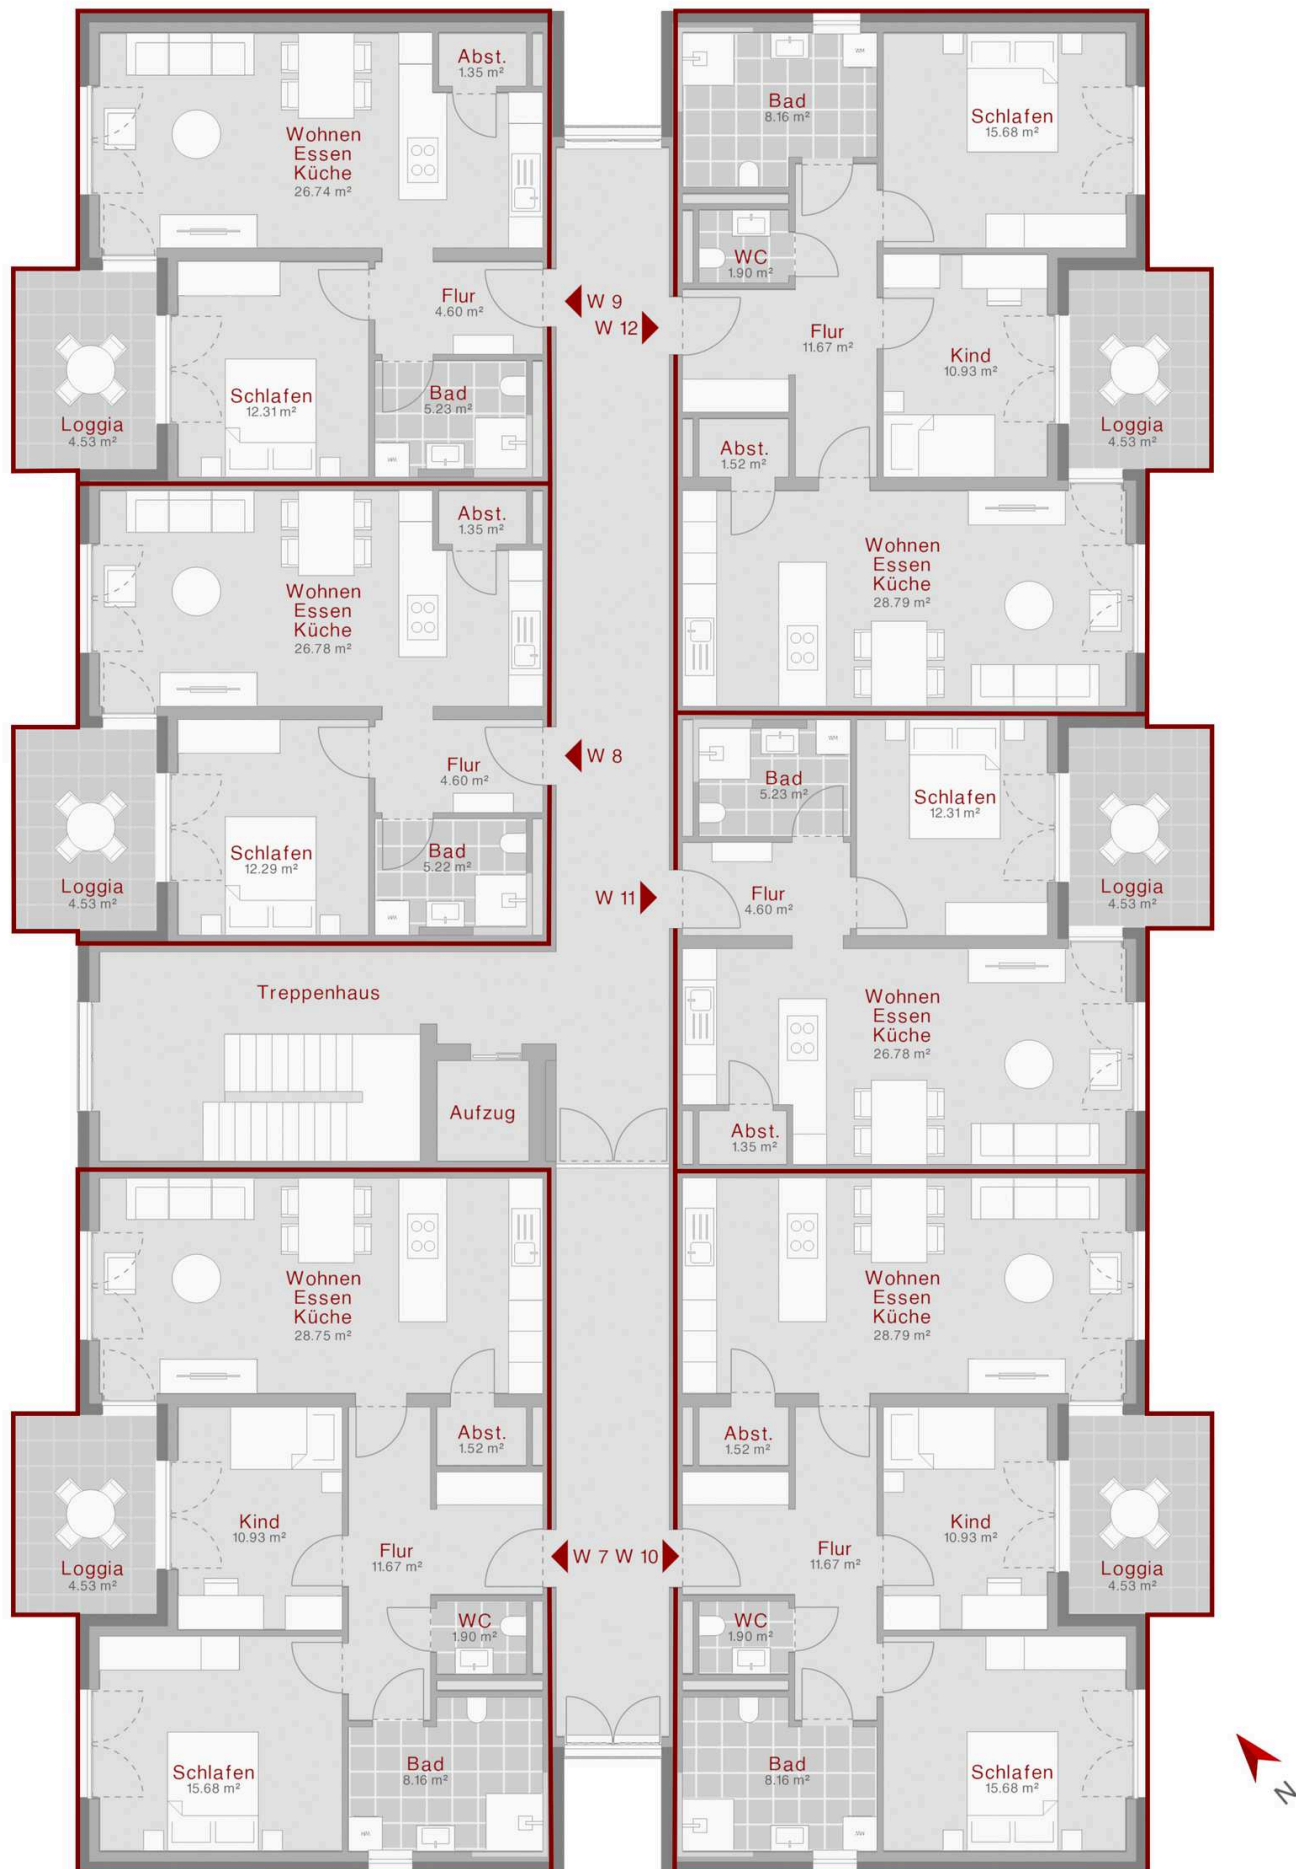 Wohnen
Essen
Küche
26.74 m²
Abst.
1.35 m²
Flur
4.60 m²
Schlafen
12.31 m²
Bad
5.23 m²
Loggia
4.53 m²
W 9
W 12
Bad
8.16 m²
WM
Schlafen
15.68 m²
WC
1.90 m²
Flur
11.67 m²
Kind
10.93 m²
Loggia
4.53 m²
Abst.
1.52 m²
Wohnen
Essen
Küche
28.79 m²
Wohnen
Essen
Küche
26.78 m²
Abst.
1.35 m²
Flur
4.60 m²
Schlafen
12.29 m²
Bad
5.22 m²
Loggia
4.53 m²
W 8
W 11
Bad
5.23 m²
WM
Schlafen
12.31 m²
Flur
4.60 m²
Loggia
4.53 m²
Wohnen
Essen
Küche
26.78 m²
Abst.
1.35 m²
Treppenhaus
Aufzug
Wohnen
Essen
Küche
28.75 m²
Abst.
1.52 m²
Kind
10.93 m²
Flur
11.67 m²
Loggia
4.53 m²
WC
1.90 m²
Schlafen
15.68 m²
Bad
8.16 m²
W 7 W 10
Wohnen
Essen
Küche
28.79 m²
Abst.
1.52 m²
Flur
11.67 m²
Kind
10.93 m²
Loggia
4.53 m²
WC
1.90 m²
Bad
8.16 m²
Schlafen
15.68 m²
N